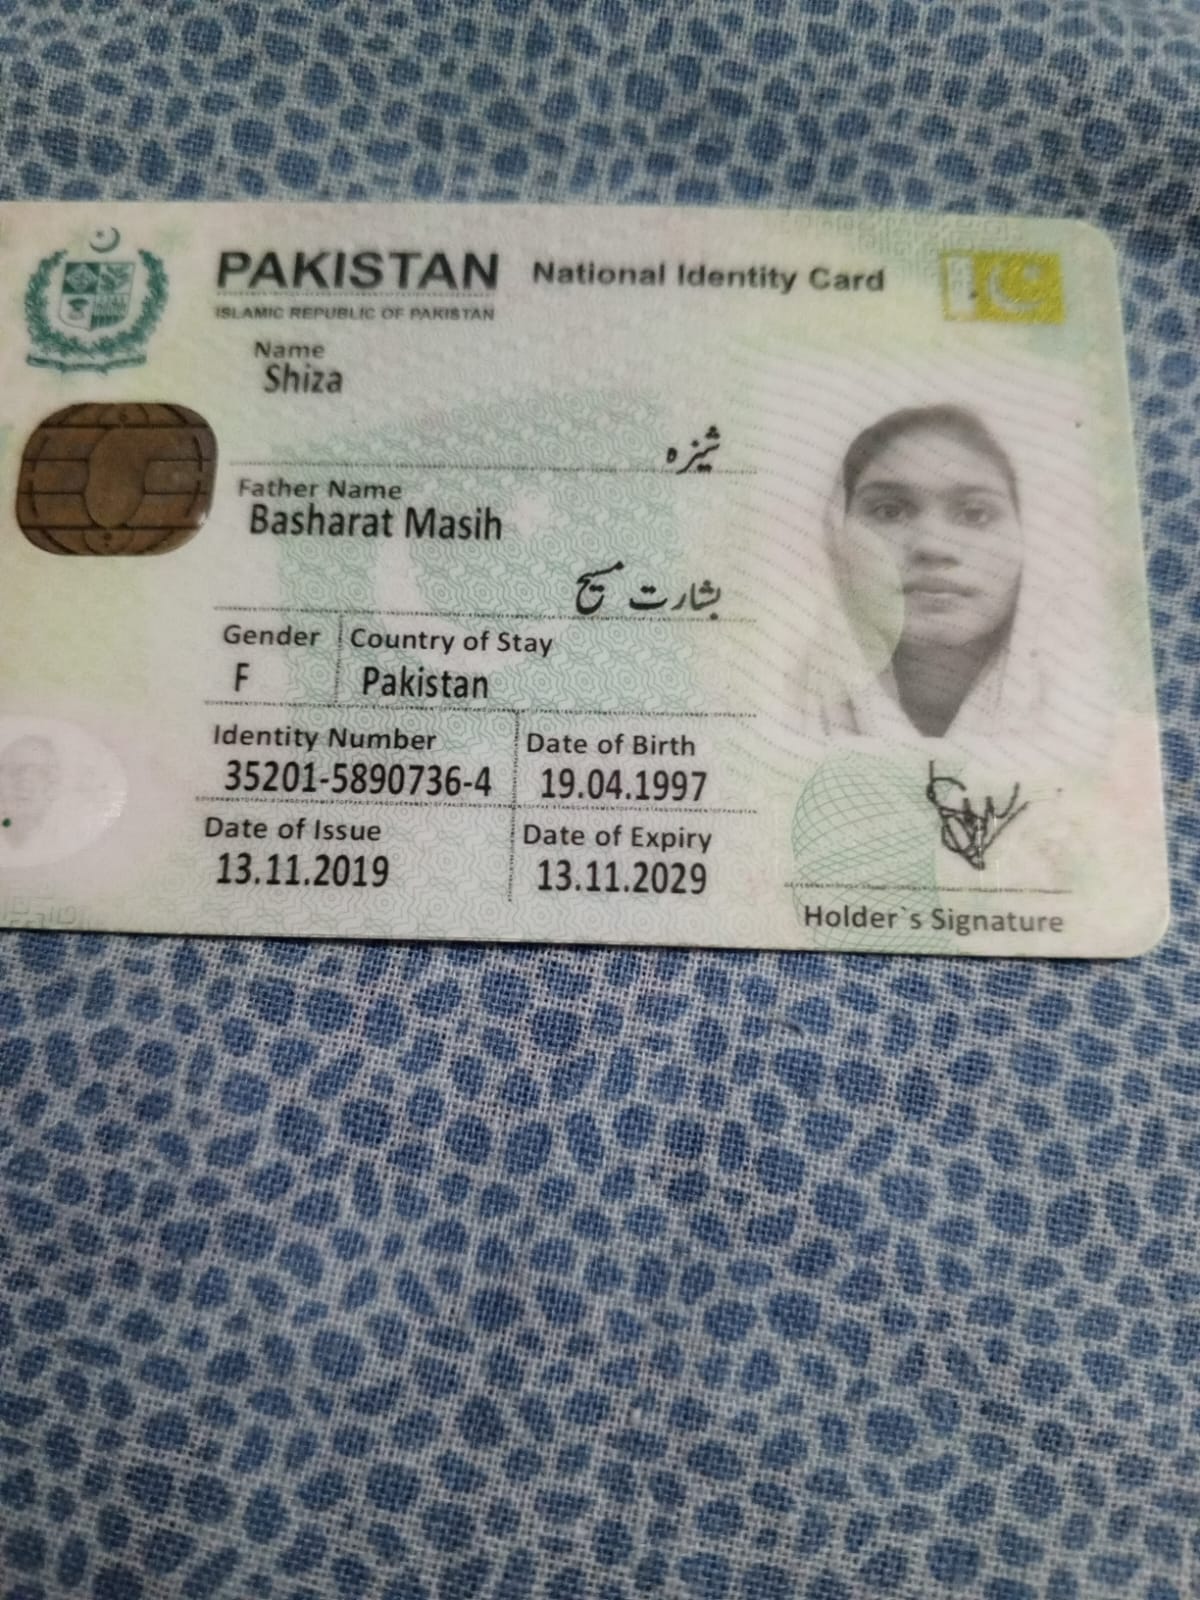 PAKISTAN National Identity Card
ISLAMIC REPUBLIC OF PAKISTAN
Name
Shiza
شیزہ
Father Name
Basharat Masih
بشارت مسیح
Gender Country of Stay
F Pakistan
Identity Number Date of Birth
35201-5890736-4 19.04.1997
Date of Issue Date of Expiry
13.11.2019 13.11.2029
Holder`s Signature